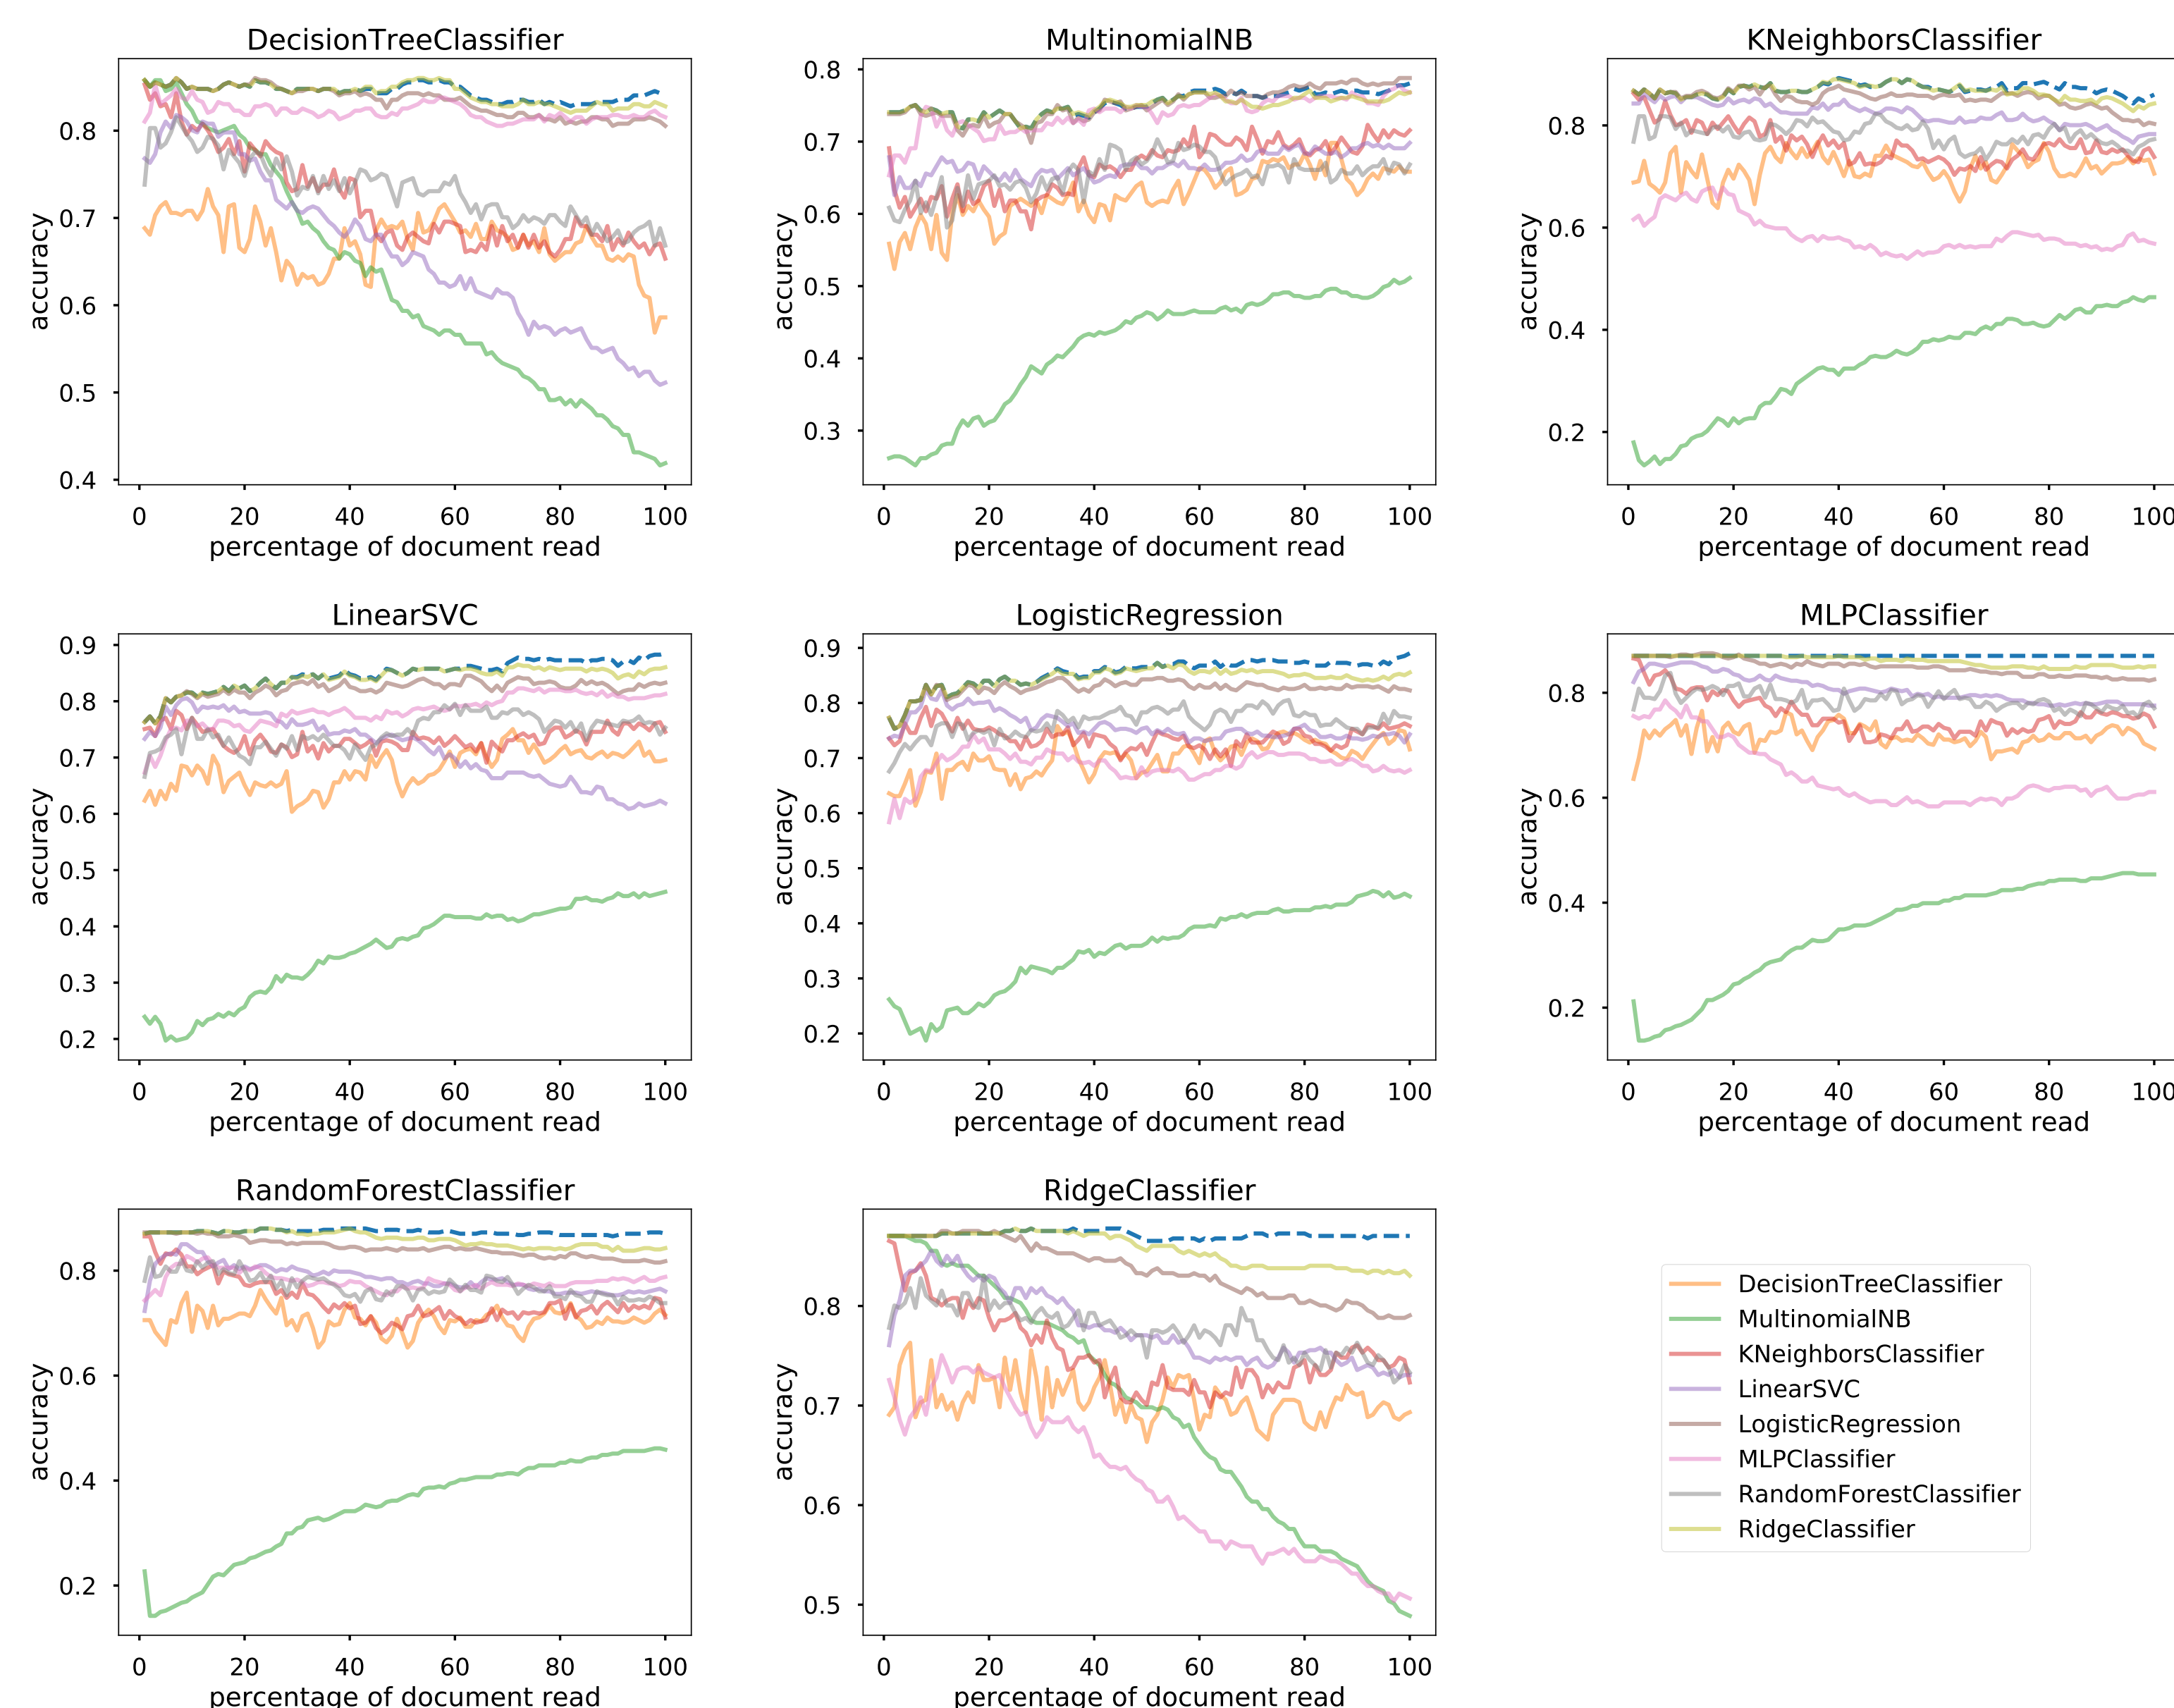 DecisionTreeClassifier
accuracy
0.8
0.7
0.6
0.5
0.4
0 20 40 60 80 100
percentage of document read
MultinomialNB
accuracy
0.8
0.7
0.6
0.5
0.4
0.3
0 20 40 60 80 100
percentage of document read
KNeighborsClassifier
accuracy
0.8
0.6
0.4
0.2
0 20 40 60 80 100
percentage of document read
LinearSVC
accuracy
0.9
0.8
0.7
0.6
0.5
0.4
0.3
0.2
0 20 40 60 80 100
percentage of document read
LogisticRegression
accuracy
0.9
0.8
0.7
0.6
0.5
0.4
0.3
0.2
0 20 40 60 80 100
percentage of document read
MLPClassifier
accuracy
0.8
0.6
0.4
0.2
0 20 40 60 80 100
percentage of document read
RandomForestClassifier
accuracy
0.8
0.6
0.4
0.2
0 20 40 60 80 100
percentage of document read
RidgeClassifier
accuracy
0.8
0.7
0.6
0.5
0 20 40 60 80 100
percentage of document read
DecisionTreeClassifier
MultinomialNB
KNeighborsClassifier
LinearSVC
LogisticRegression
MLPClassifier
RandomForestClassifier
RidgeClassifier